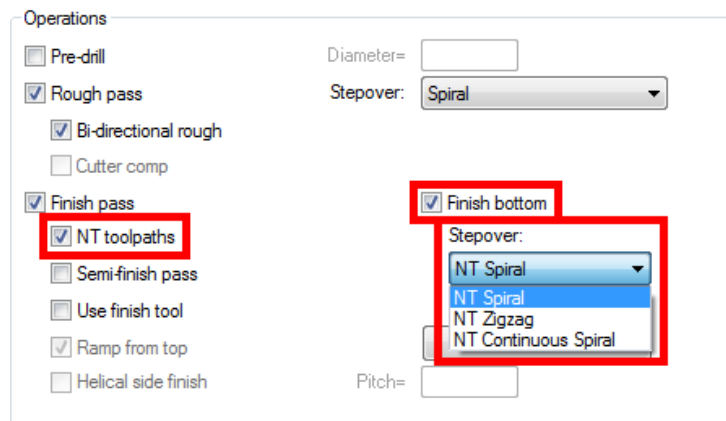 Operations
Pre-drill Diameter=
Rough pass Stepover: Spiral
Bi-directional rough
Cutter comp
Finish pass Finish bottom
NT toolpaths Stepover:
Semi-finish pass NT Spiral
Use finish tool NT Spiral
NT Zigzag
Ramp from top NT Continuous Spiral
Helical side finish Pitch=